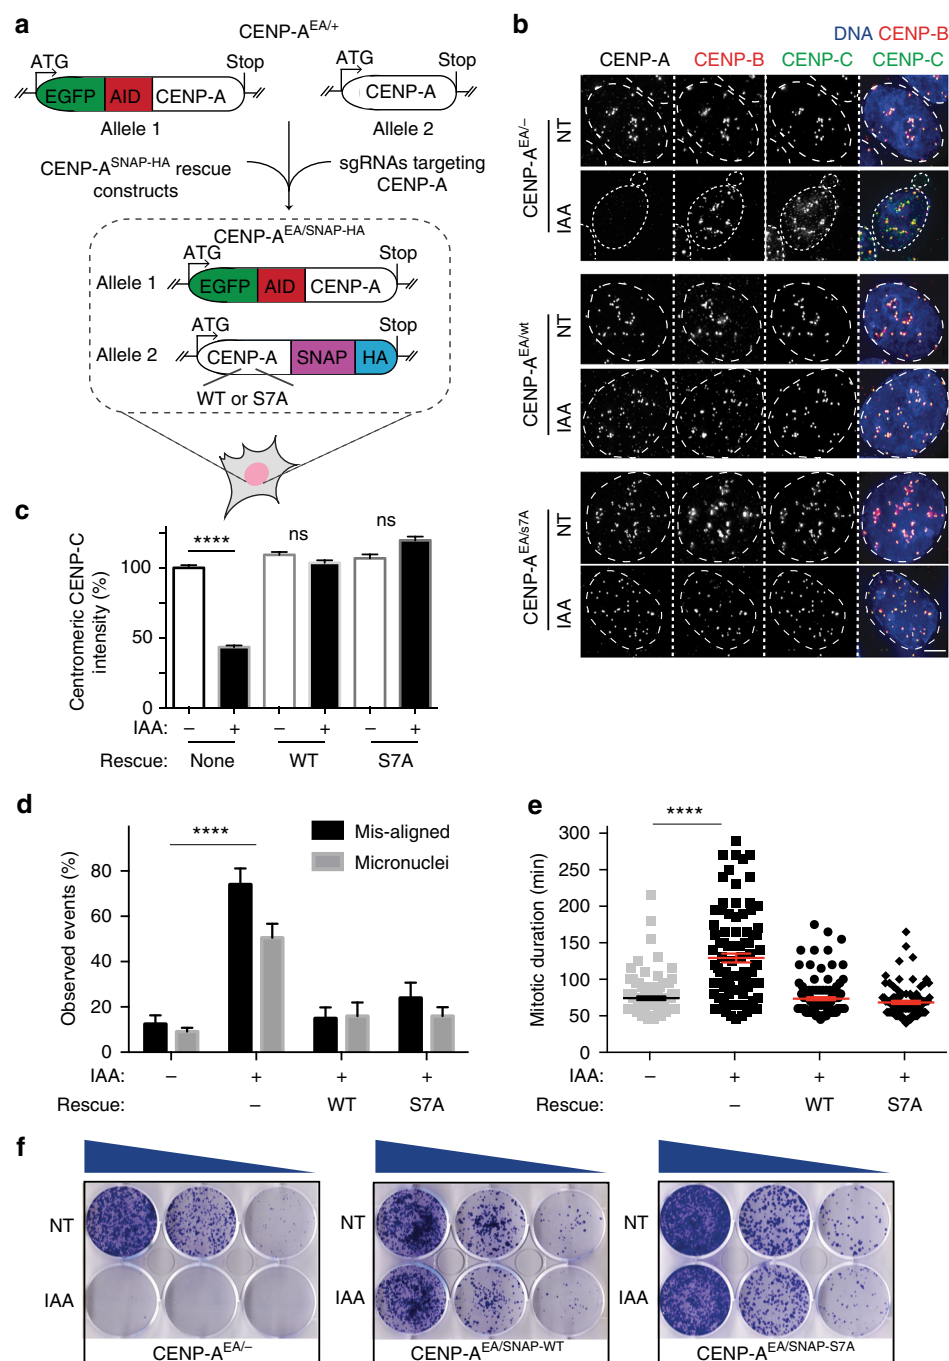 a
CENP-A^EA/+
ATG
Stop
ATG
Stop
EGFP AID CENP-A
CENP-A
Allele 1
Allele 2
CENP-A^SNAP-HA rescue
constructs
sgRNAs targeting
CENP-A
CENP-A^EA/SNAP-HA
ATG
Stop
Allele 1
EGFP AID CENP-A
ATG
Stop
Allele 2
CENP-A SNAP HA
WT or S7A
b
DNA CENP-B
CENP-A CENP-B CENP-C CENP-C
CENP-A^EA/–
NT
IAA
CENP-A^EA/wt
NT
IAA
CENP-A^EA/s7A
NT
IAA
c
Centromeric CENP-C
intensity (%)
100
50
0
****
ns
ns
IAA: – + – + – +
Rescue: None WT S7A
d
Observed events (%)
80
60
40
20
0
****
Mis-aligned
Micronuclei
IAA: – + + +
Rescue: – WT S7A
e
Mitotic duration (min)
300
250
200
150
100
50
0
****
IAA: – + + +
Rescue: – WT S7A
f
NT
IAA
CENP-A^EA/–
NT
IAA
CENP-A^EA/SNAP-WT
NT
IAA
CENP-A^EA/SNAP-S7A